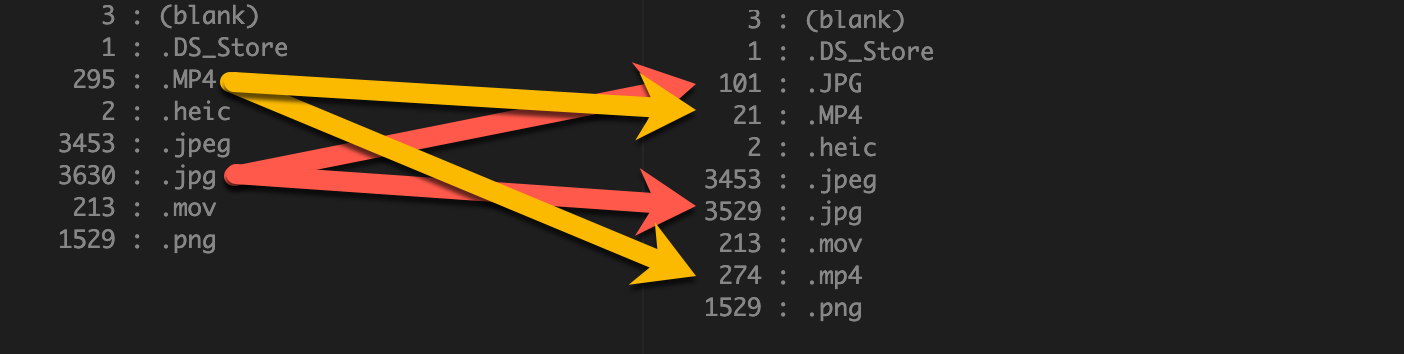 3 : (blank)
1 : .DS_Store
295 : .MP4
2 : .heic
3453 : .jpeg
3630 : .jpg
213 : .mov
1529 : .png
3 : (blank)
1 : .DS_Store
101 : .JPG
21 : .MP4
2 : .heic
3453 : .jpeg
3529 : .jpg
213 : .mov
274 : .mp4
1529 : .png